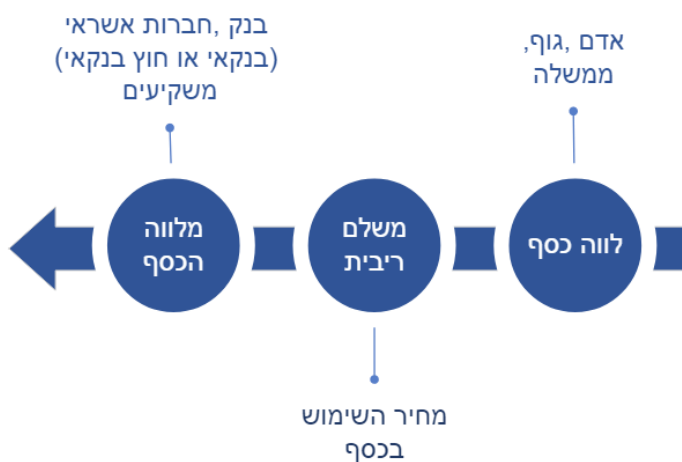 אדם ,גוף,
ממשלה
לווה כסף
משלם
ריבית
מחיר השימוש
בכסף
בנק ,חברות אשראי
(בנקאי או חוץ בנקאי)
משקיעים
מלווה
הכסף